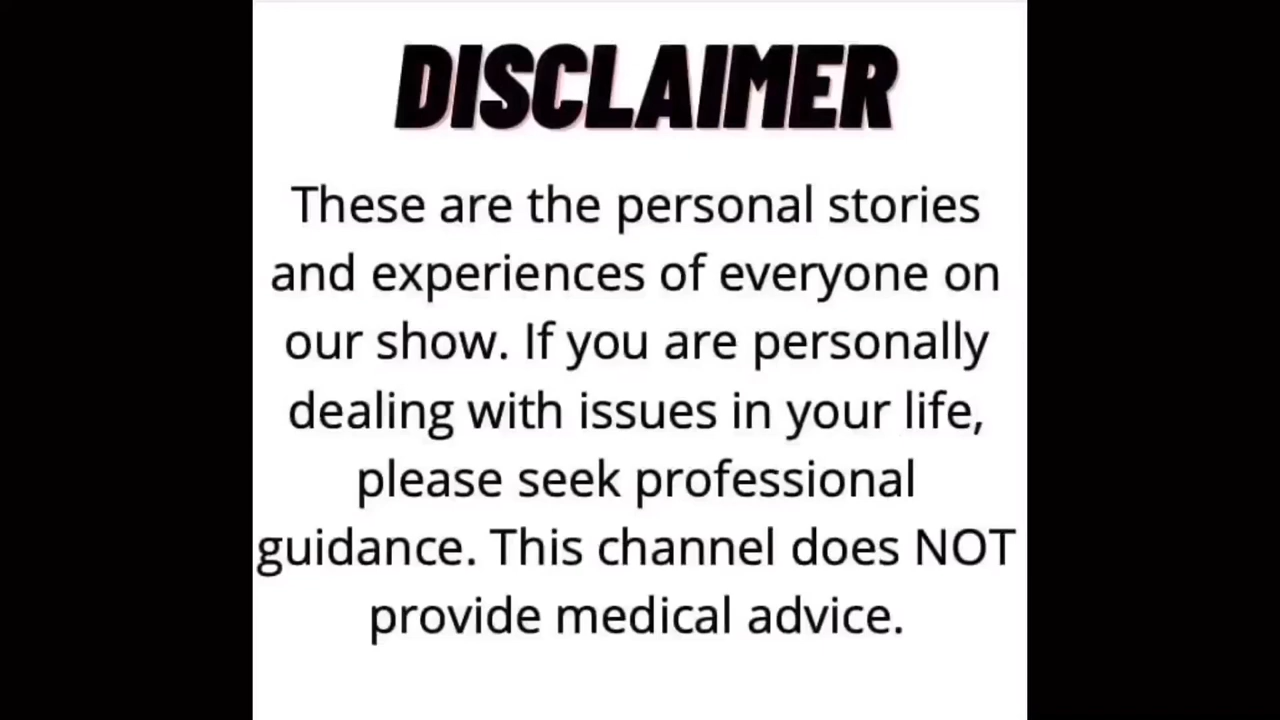 DISCLAIMER
These are the personal stories
and experiences of everyone on
our show. If you are personally
dealing with issues in your life,
please seek professional
guidance. This channel does NOT
provide medical advice.